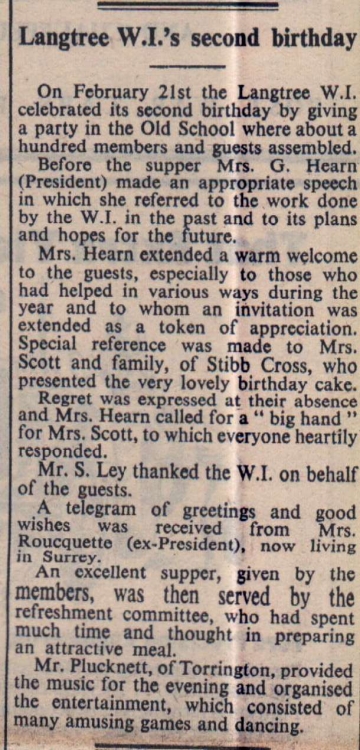 Langtree W.I.'s second birthday
On February 21st the Langtree W.I.
celebrated its second birthday by giving
a party in the Old School where about a
hundred members and guests assembled.
Before the supper Mrs. G. Hearn
(President) made an appropriate speech
in which she referred to the work done
by the W.I. in the past and to its plans
and hopes for the future.
Mrs. Hearn extended a warm welcome
to the guests, especially to those who
had helped in various ways during the
year and to whom an invitation was
extended as a token of appreciation.
Special reference was made to Mrs.
Scott and family, of Stibb Cross, who
presented the very lovely birthday cake.
Regret was expressed at their absence
and Mrs. Hearn called for a " big hand "
for Mrs. Scott, to which everyone heartily
responded.
Mr. S. Ley thanked the W.I. on behalf
of the guests.
A telegram of greetings and good
wishes was received from Mrs.
Roucquette (ex-President), now living
in Surrey.
An excellent supper, given by the
members, was then served by the
refreshment committee, who had spent
much time and thought in preparing
an attractive meal.
Mr. Plucknett, of Torrington, provided
the music for the evening and organised
the entertainment, which consisted of
many amusing games and dancing.